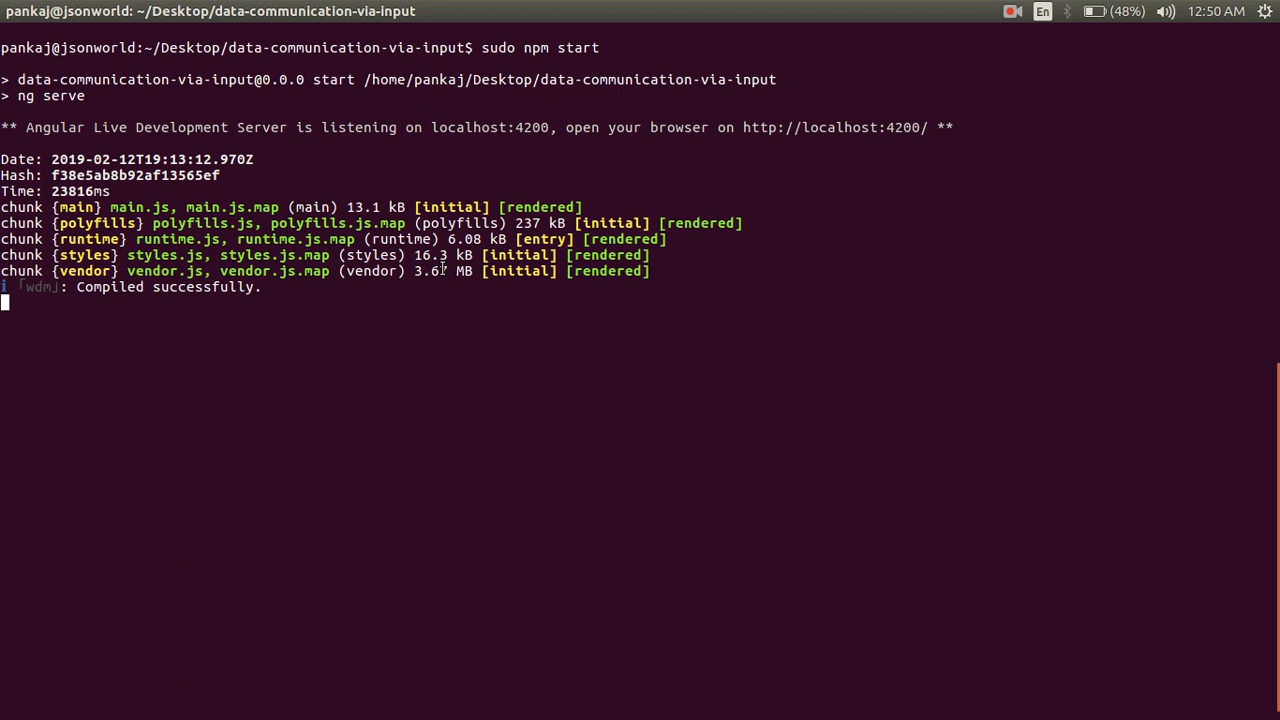 pankaj@jsonworld: ~/Desktop/data-communication-via-input En (48%) 12:50 AM
pankaj@jsonworld:~/Desktop/data-communication-via-input$ sudo npm start
> data-communication-via-input@0.0.0 start /home/pankaj/Desktop/data-communication-via-input
> ng serve
** Angular Live Development Server is listening on localhost:4200, open your browser on http://localhost:4200/ **
Date: 2019-02-12T19:13:12.970Z
Hash: f38e5ab8b92af13565ef
Time: 23816ms
chunk {main} main.js, main.js.map (main) 13.1 kB [initial] [rendered]
chunk {polyfills} polyfills.js, polyfills.js.map (polyfills) 237 kB [initial] [rendered]
chunk {runtime} runtime.js, runtime.js.map (runtime) 6.08 kB [entry] [rendered]
chunk {styles} styles.js, styles.js.map (styles) 16.3 kB [initial] [rendered]
chunk {vendor} vendor.js, vendor.js.map (vendor) MB [initial] [rendered]
ℹ ｢wdm｣: Compiled successfully.